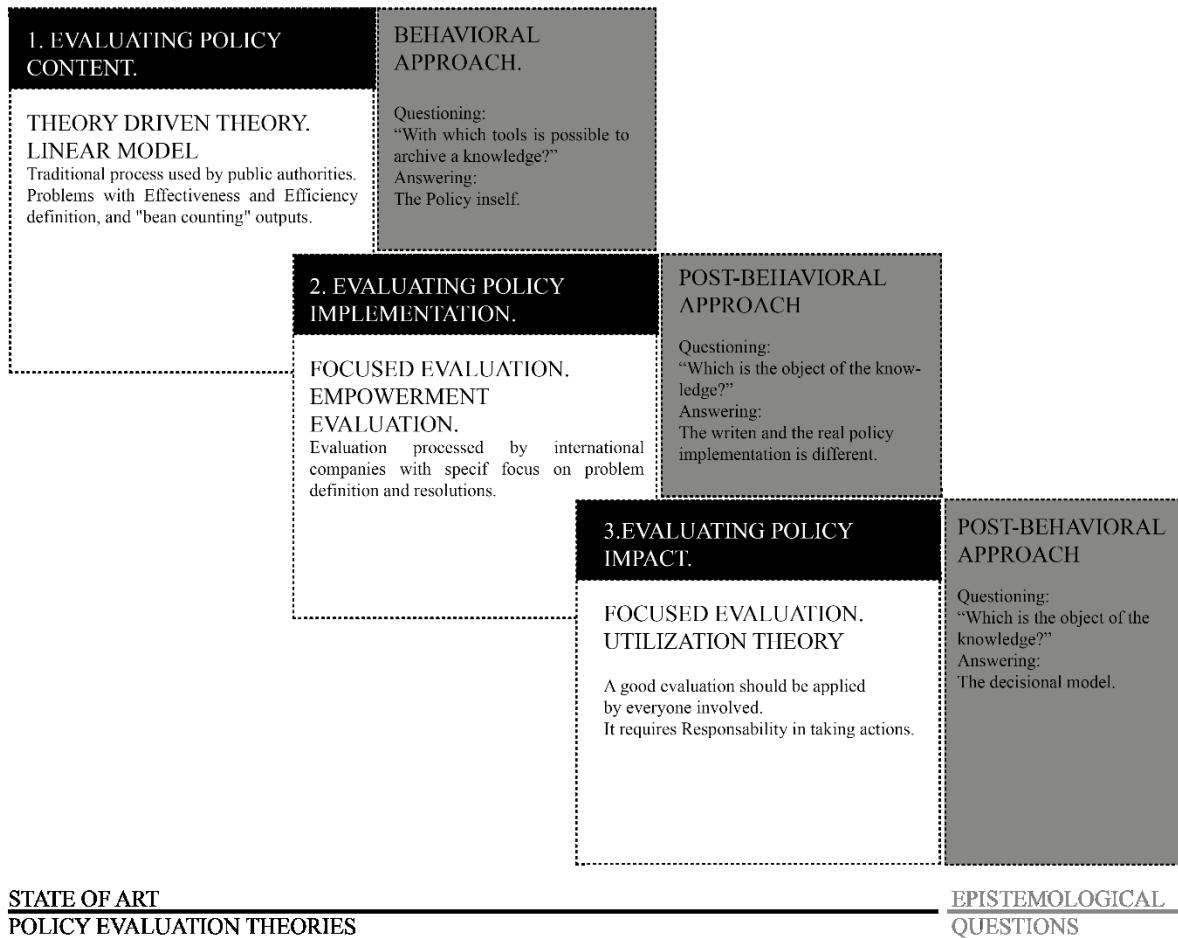 1. EVALUATING POLICY
CONTENT.
THEORY DRIVEN THEORY.
LINEAR MODEL
Traditional process used by public authorities.
Problems with Effectiveness and Efficiency
definition, and "bean counting" outputs.
BEHAVIORAL
APPROACH.
Questioning:
“With which tools is possible to
archive a knowledge?”
Answering:
The Policy inself.
2. EVALUATING POLICY
IMPLEMENTATION.
FOCUSED EVALUATION.
EMPOWERMENT
EVALUATION.
Evaluation processed by international
companies with specif focus on problem
definition and resolutions.
POST-BEHAVIORAL
APPROACH
Questioning:
“Which is the object of the know-
ledge?”
Answering:
The writen and the real policy
implementation is different.
3.EVALUATING POLICY
IMPACT.
FOCUSED EVALUATION.
UTILIZATION THEORY
A good evaluation should be applied
by everyone involved.
It requires Responsability in taking actions.
POST-BEHAVIORAL
APPROACH
Questioning:
“Which is the object of the
knowledge?”
Answering:
The decisional model.
STATE OF ART
POLICY EVALUATION THEORIES
EPISTEMOLOGICAL
QUESTIONS